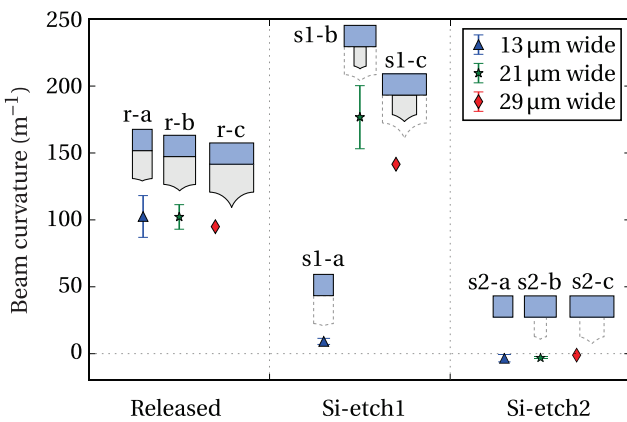 250
200
150
100
50
0
Beam curvature (m⁻¹)
r-a
r-b
r-c
s1-a
s1-b
s1-c
s2-a
s2-b
s2-c
13 µm wide
21 µm wide
29 µm wide
Released
Si-etch1
Si-etch2